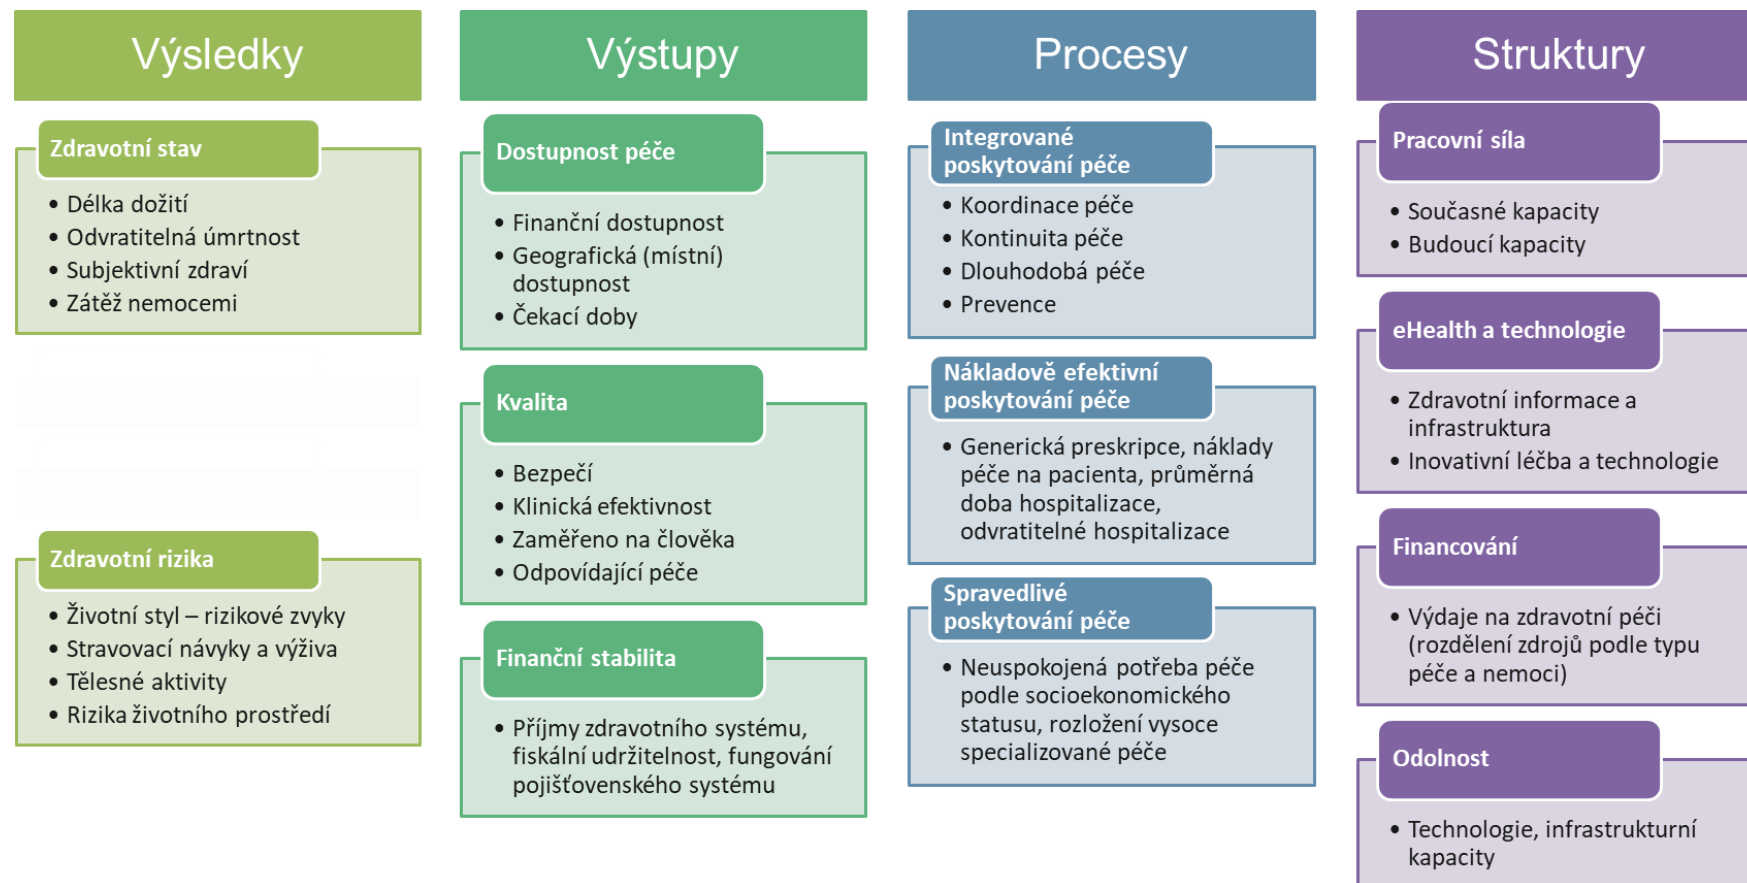 Výsledky
Zdravotní stav
• Délka dožití
• Odvratitelná úmrtnost
• Subjektivní zdraví
• Zátěž nemocemi
Zdravotní rizika
• Životní styl – rizikové zvyky
• Stravovací návyky a výživa
• Tělesné aktivity
• Rizika životního prostředí
Výstupy
Dostupnost péče
• Finanční dostupnost
• Geografická (místní)
dostupnost
• Čekací doby
Kvalita
• Bezpečí
• Klinická efektivnost
• Zaměřeno na člověka
• Odpovídající péče
Finanční stabilita
• Příjmy zdravotního systému,
fiskální udržitelnost, fungování
pojišťovenského systému
Procesy
Integrované
poskytování péče
• Koordinace péče
• Kontinuita péče
• Dlouhodobá péče
• Prevence
Nákladově efektivní
poskytování péče
• Generická preskripce, náklady
péče na pacienta, průměrná
doba hospitalizace,
odvratitelné hospitalizace
Spravedlivé
poskytování péče
• Neuspokojená potřeba péče
podle socioekonomického
statusu, rozložení vysoce
specializované péče
Struktury
Pracovní síla
• Současné kapacity
• Budoucí kapacity
eHealth a technologie
• Zdravotní informace a
infrastruktura
• Inovativní léčba a technologie
Financování
• Výdaje na zdravotní péči
(rozdělení zdrojů podle typu
péče a nemoci)
Odolnost
• Technologie, infrastrukturní
kapacity